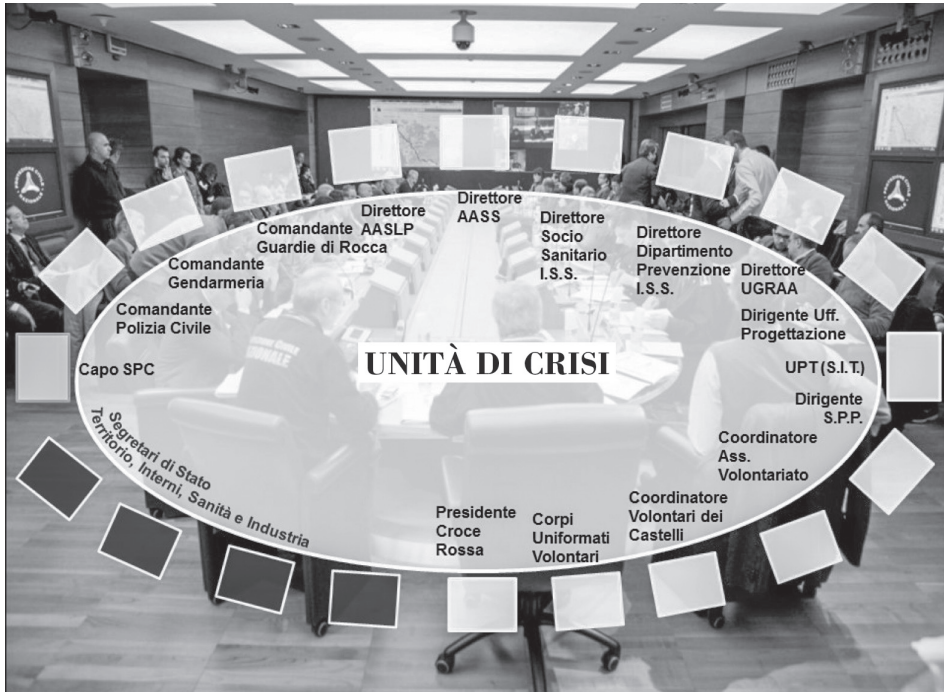 Direttore
AASS
Direttore
AASLP
Comandante
Guardie di Rocca
Direttore
Socio
Sanitario
I.S.S.
Direttore
Dipartimento
Prevenzione
I.S.S.
Comandante
Gendarmeria
Direttore
UGRAA
Comandante
Polizia Civile
Dirigente Uff.
Progettazione
UNITÀ DI CRISI
Capo SPC
UPT (S.I.T.)
Dirigente
S.P.P.
Segretari di Stato
Territorio, Interni, Sanità e Industria
Coordinatore
Ass.
Volontariato
Coordinatore
Volontari dei
Castelli
Presidente
Croce
Rossa
Corpi
Uniformati
Volontari